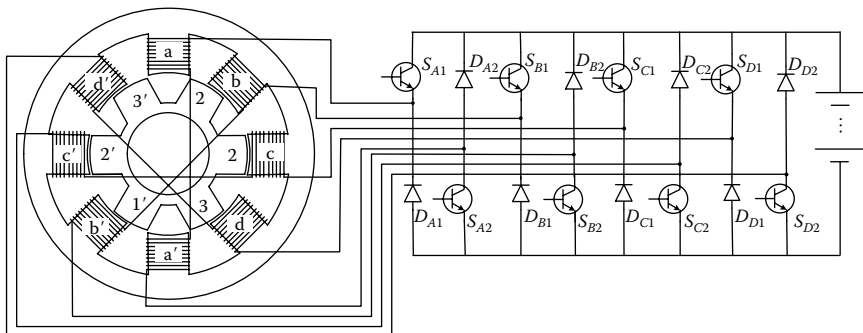 a
b
d′
3′
2
c′
2′
2
c
1′
3
b′
d
a′
S_A1
D_A2
S_B1
D_B2
S_C1
D_C2
S_D1
D_D2
D_A1
S_A2
D_B1
S_B2
D_C1
S_C2
D_D1
S_D2
...